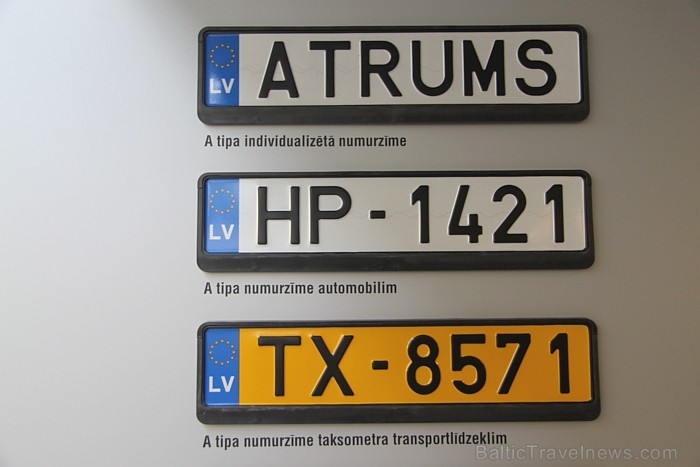 LV ATRUMS
A tipa individualizētā numurzīme
LV HP-1421
A tipa numurzīme automobilim
LV TX-8571
A tipa numurzīme taksometra transportlīdzeklim
BalticTravelnews.com